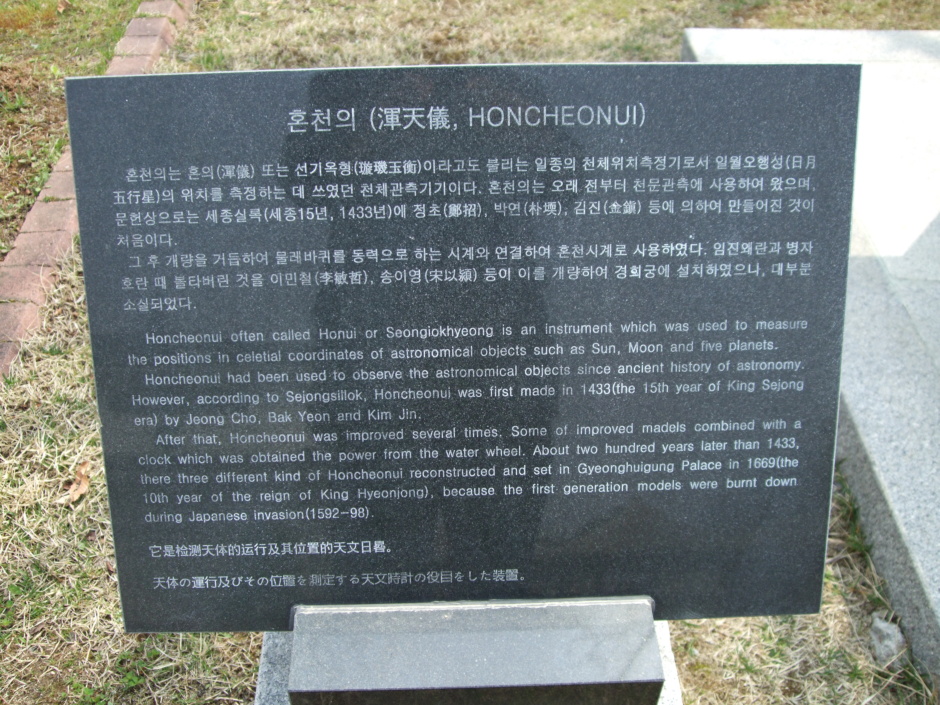 혼천의 (渾天儀, HONCHEONUI)
혼천의는 혼의(渾儀) 또는 선기옥형(璇璣玉衡)이라고도 불리는 일종의 천체위치측정기로서 일월오행성(日月
五行星)의 위치를 측정하는 데 쓰였던 천체관측기기이다. 혼천의는 오래 전부터 천문관측에 사용하여 왔으며,
문헌상으로는 세종실록(세종15년, 1433년)에 정초(鄭招), 박연(朴堧), 김진(金鎭) 등에 의하여 만들어진 것이
처음이다.
그 후 개량을 거듭하여 물레바퀴를 동력으로 하는 시계와 연결하여 혼천시계로 사용하였다. 임진왜란과 병자
호란 때 불타버린 것을 이민철(李敏哲), 송이영(宋以穎) 등이 이를 개량하여 경희궁에 설치하였으나, 대부분
소실되었다.
Honcheonui often called Honui or Seongiokhyeong is an instrument which was used to measure
the positions in celetial coordinates of astronomical objects such as Sun, Moon and five planets.
Honcheonui had been used to observe the astronomical objects since ancient history of astronomy.
However, according to Sejongsillok, Honcheonui was first made in 1433(the 15th year of King Sejong
era) by Jeong Cho, Bak Yeon and Kim Jin.
After that, Honcheonui was improved several times. Some of improved madels combined with a
clock which was obtained the power from the water wheel. About two hundred years later than 1433,
there three different kind of Honcheonui reconstructed and set in Gyeonghuigung Palace in 1669(the
10th year of the reign of King Hyeonjong), because the first generation models were burnt down
during Japanese invasion(1592-98).
它是检测天体的运行及其位置的天文日晷。
天体の運行及びその位置を測定する天文時計の役目をした装置。